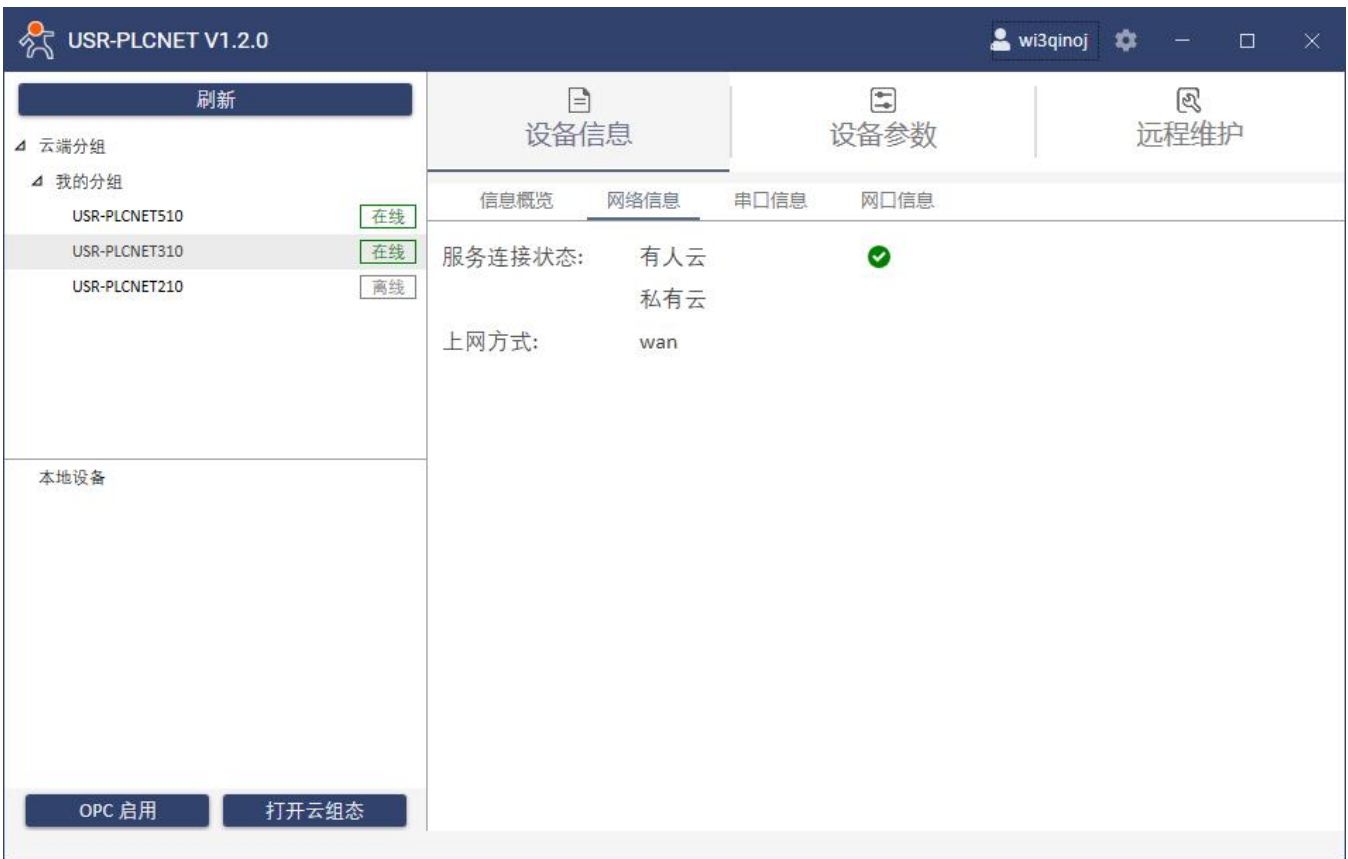 USR-PLCNET V1.2.0
wi3qinoj
刷新
云端分组
我的分组
USR-PLCNET510 在线
USR-PLCNET310 在线
USR-PLCNET210 离线
本地设备
OPC 启用 打开云组态
设备信息 设备参数 远程维护
信息概览 网络信息 串口信息 网口信息
服务连接状态: 有人云
私有云
上网方式: wan